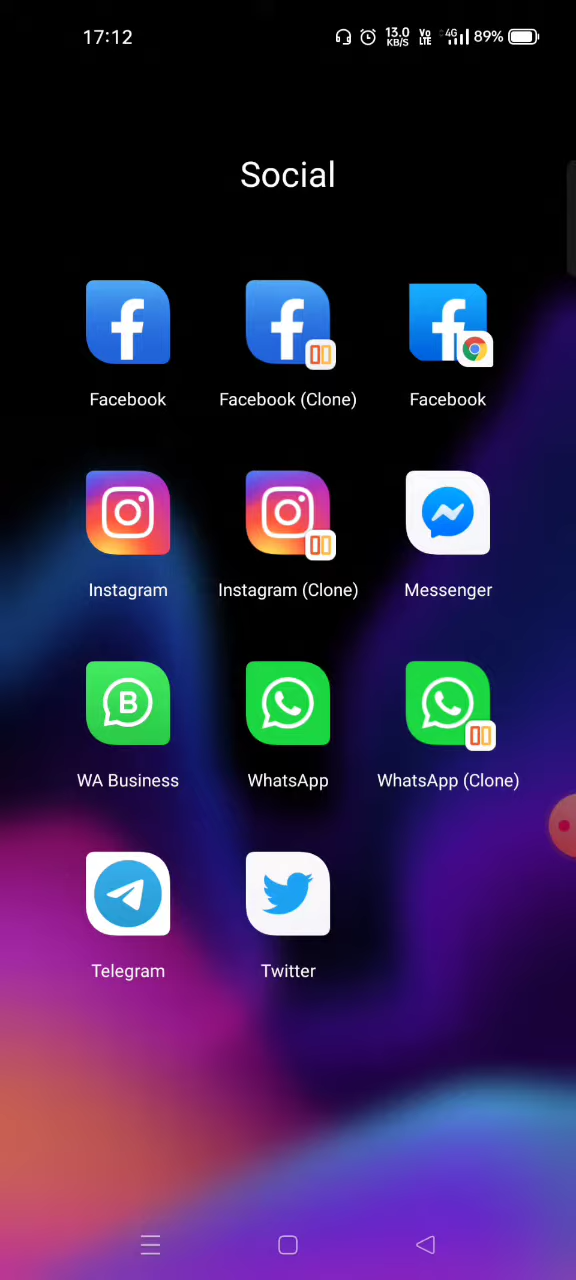 17:12 13.0 KB/S Vo LTE 4G 89%
Social
Facebook Facebook (Clone) Facebook
Instagram Instagram (Clone) Messenger
B
WA Business WhatsApp WhatsApp (Clone)
Telegram Twitter